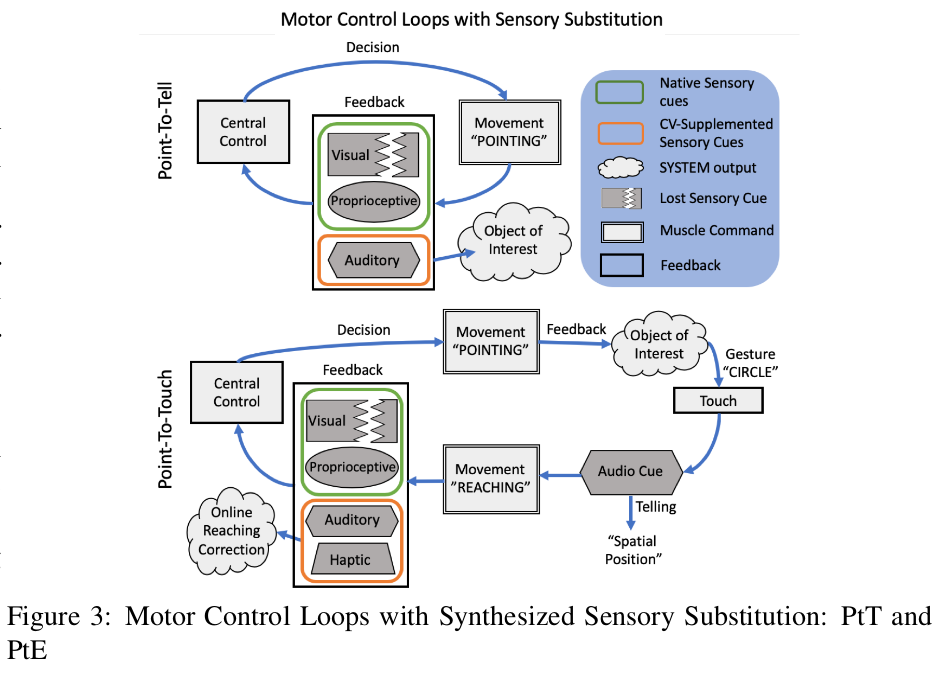 Motor Control Loops with Sensory Substitution
Point-To-Tell
Decision
Central
Control
Feedback
Visual
Proprioceptive
Auditory
Movement
“POINTING”
Object of
Interest
Native Sensory
cues
CV-Supplemented
Sensory Cues
SYSTEM output
Lost Sensory Cue
Muscle Command
Feedback
Point-To-Touch
Decision
Central
Control
Movement
“POINTING”
Feedback
Object of
Interest
Gesture
“CIRCLE”
Touch
Audio Cue
Telling
“Spatial
Position”
Movement
”REACHING”
Feedback
Visual
Proprioceptive
Auditory
Haptic
Online
Reaching
Correction
Figure 3: Motor Control Loops with Synthesized Sensory Substitution: PtT and
PtE